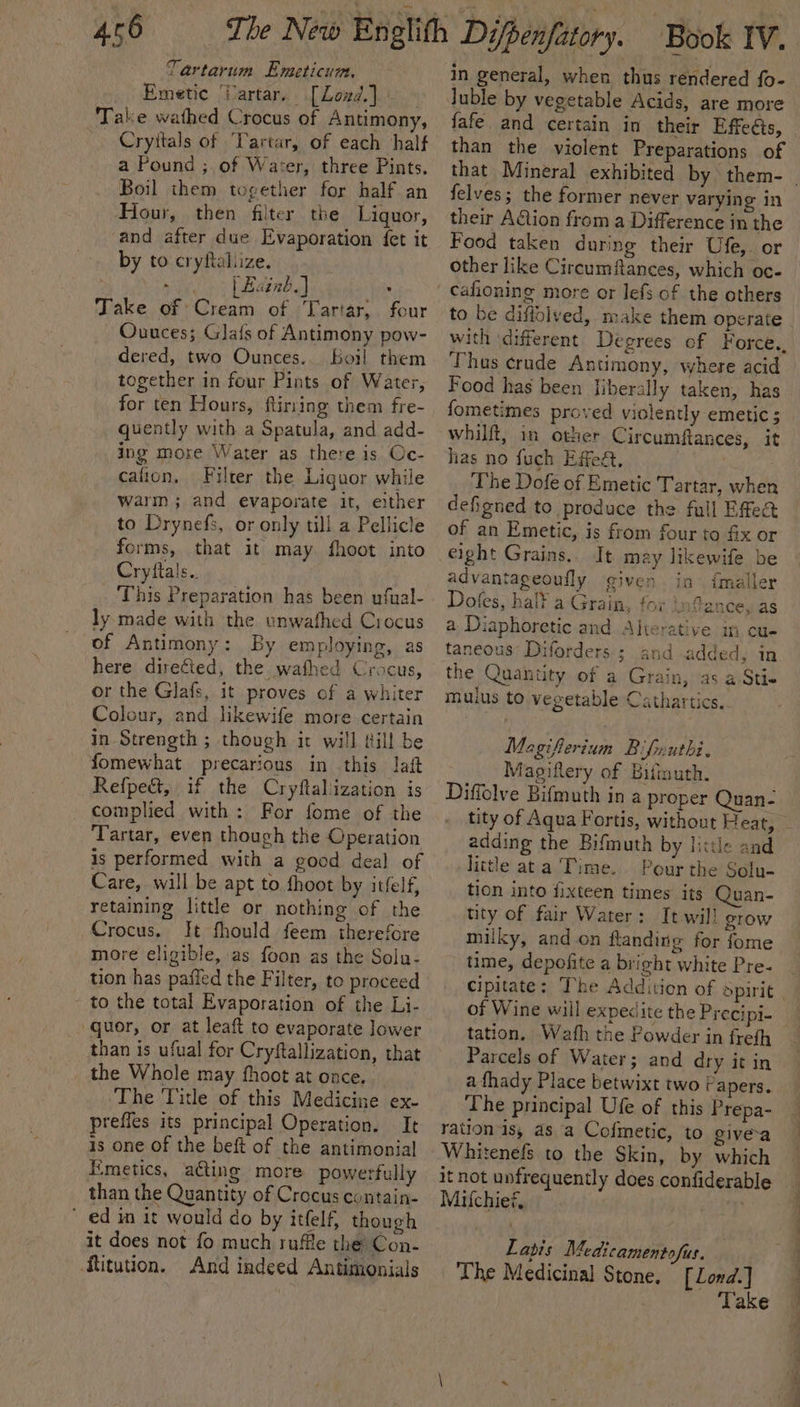 456 The New Engliſh Diſpenſatory. Book IV.
Tartarum Emeticum.
Emetic Tartar. [Lond.]
Take waſhed Crocus of Antimony,
Cryſtals of Tartar, of each half
a Pound; of Water, three Pints.
Boil them together for half an
Hour, then filter the Liquor,
and after due Evaporation ſet it
by to cryſtallize.
[Edinb.]
Take of Cream of Tartar, four
Ounces; Glaſs of Antimony pow-
dered, two Ounces. Boil them
together in four Pints of Water,
for ten Hours, ſtirring them fre-
quently with a Spatula, and add-
ing more Water as there is Oc-
caſion. Filter the Liquor while
warm; and evaporate it, either
to Dryneſs, or only till a Pellicle
forms, that it may ſhoot into
Cryſtals.
This Preparation has been uſual-
ly made with the unwaſhed Crocus
of Antimony: By employing, as
here directed, the waſhed Crocus,
or the Glaſs, it proves of a whiter
Colour, and likewiſe more certain
in Strength; though it will ſtill be
ſomewhat precarious in this laſt
Reſpect, if the Cryſtallization is
complied with: For ſome of the
Tartar, even though the Operation
is performed with a good deal of
Care, will be apt to ſhoot by itſelf,
retaining little or nothing of the
Crocus. It ſhould ſeem therefore
more eligible, as ſoon as the Solu-
tion has paſſed the Filter, to proceed
to the total Evaporation of the Li-
quor, or at leaſt to evaporate lower
than is uſual for Cryſtallization, that
the Whole may ſhoot at once.
The Title of this Medicine ex-
preſſes its principal Operation. It
is one of the beſt of the antimonial
Emetics, acting more powerfully
than the Quantity of Crocus contain-
ed in it would do by itſelf, though
it does not ſo much ruffle the Con-
ſtitution. And indeed Antimonials
in general, when thus rendered ſo-
luble by vegetable Acids, are more
ſafe and certain in their Effects,
than the violent Preparations of
that Mineral exhibited by them-
ſelves; the former never varying in
their Action from a Difference in the
Food taken during their Uſe, or
other like Circumſtances, which oc-
caſioning more or leſs of the others
to be diſſolved, make them operate
with different Degrees of Force.
Thus crude Antimony, where acid
Food has been liberally taken, has
ſometimes proved violently emetic;
whilſt, in other Circumſtances, it
has no ſuch Effect.
The Doſe of Emetic Tartar, when
deſigned to produce the full Effect
of an Emetic, is from four to ſix or
eight Grains. It may likewiſe be
advantageouſly given in ſmaller
Doſes, half a Grain, for inſtance, as
a Diaphoretic and Alterative in cu-
taneous Diſorders; and added, in
the Quantity of a Grain, as a Sti-
mulus to vegetable Cathartics.
Magiſterium Biſmuthi.
Magiſtery of Biſmuth.
Diſſolve Biſmuth in a proper Quan-
tity of Aqua Fortis, without Heat,
adding the Biſmuth by little and
little at a Time. Pour the Solu-
tion into ſixteen times its Quan-
tity of fair Water: It will grow
milky, and on ſtanding for ſome
time, depoſite a bright white Pre-
cipitate: The Addition of Spirit
of Wine will expedite the Precipi-
tation. Waſh the Powder in freſh
Parcels of Water; and dry it in
a ſhady Place betwixt two Papers.
The principal Uſe of this Prepa-
ration is, as a Coſmetic, to give a
Whiteneſs to the Skin, by which
it not unfrequently does conſiderable
Miſchief.
Lapis Medicamentoſus.
The Medicinal Stone. [Lond.]
Take